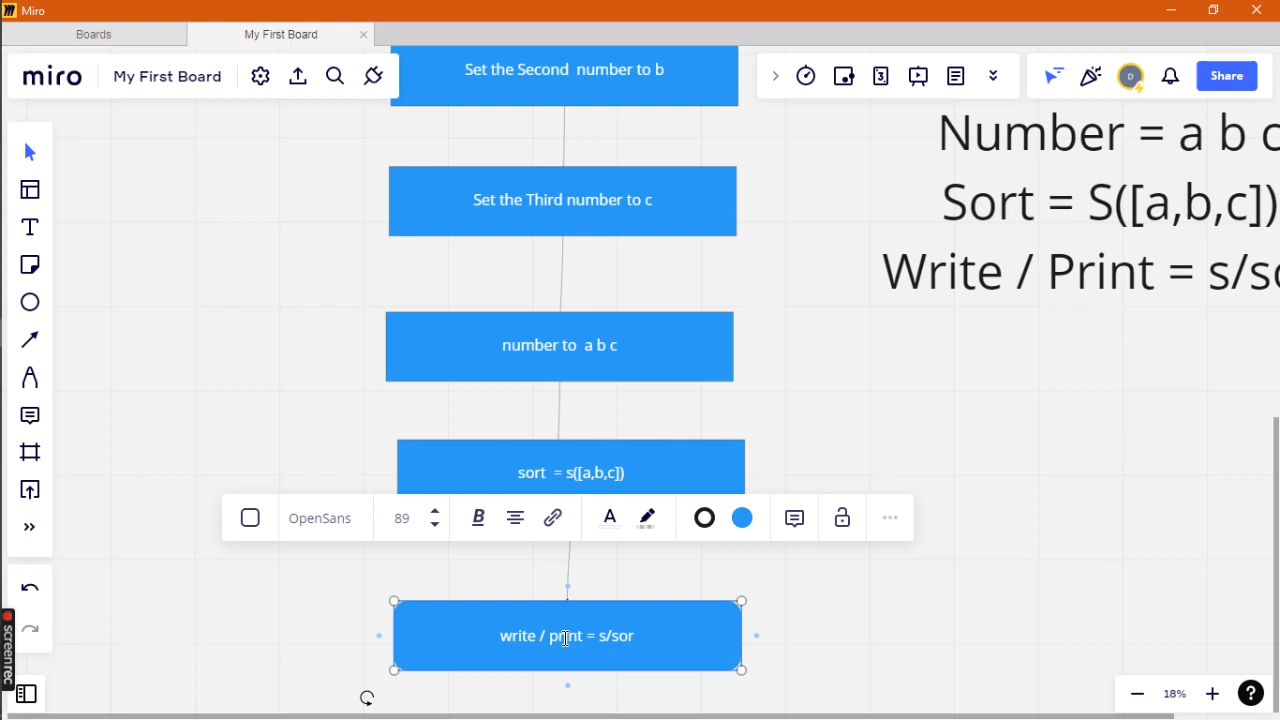 Miro
Boards
My First Board
miro
My First Board
3
D
Share
Set the Second number to b
Number = a b c
Set the Third number to c
Sort = S([a,b,c])
Write / Print = s/so
number to a b c
sort = s([a,b,c])
OpenSans
89
B
A
write / print = s/sor
screenrec
18%
?